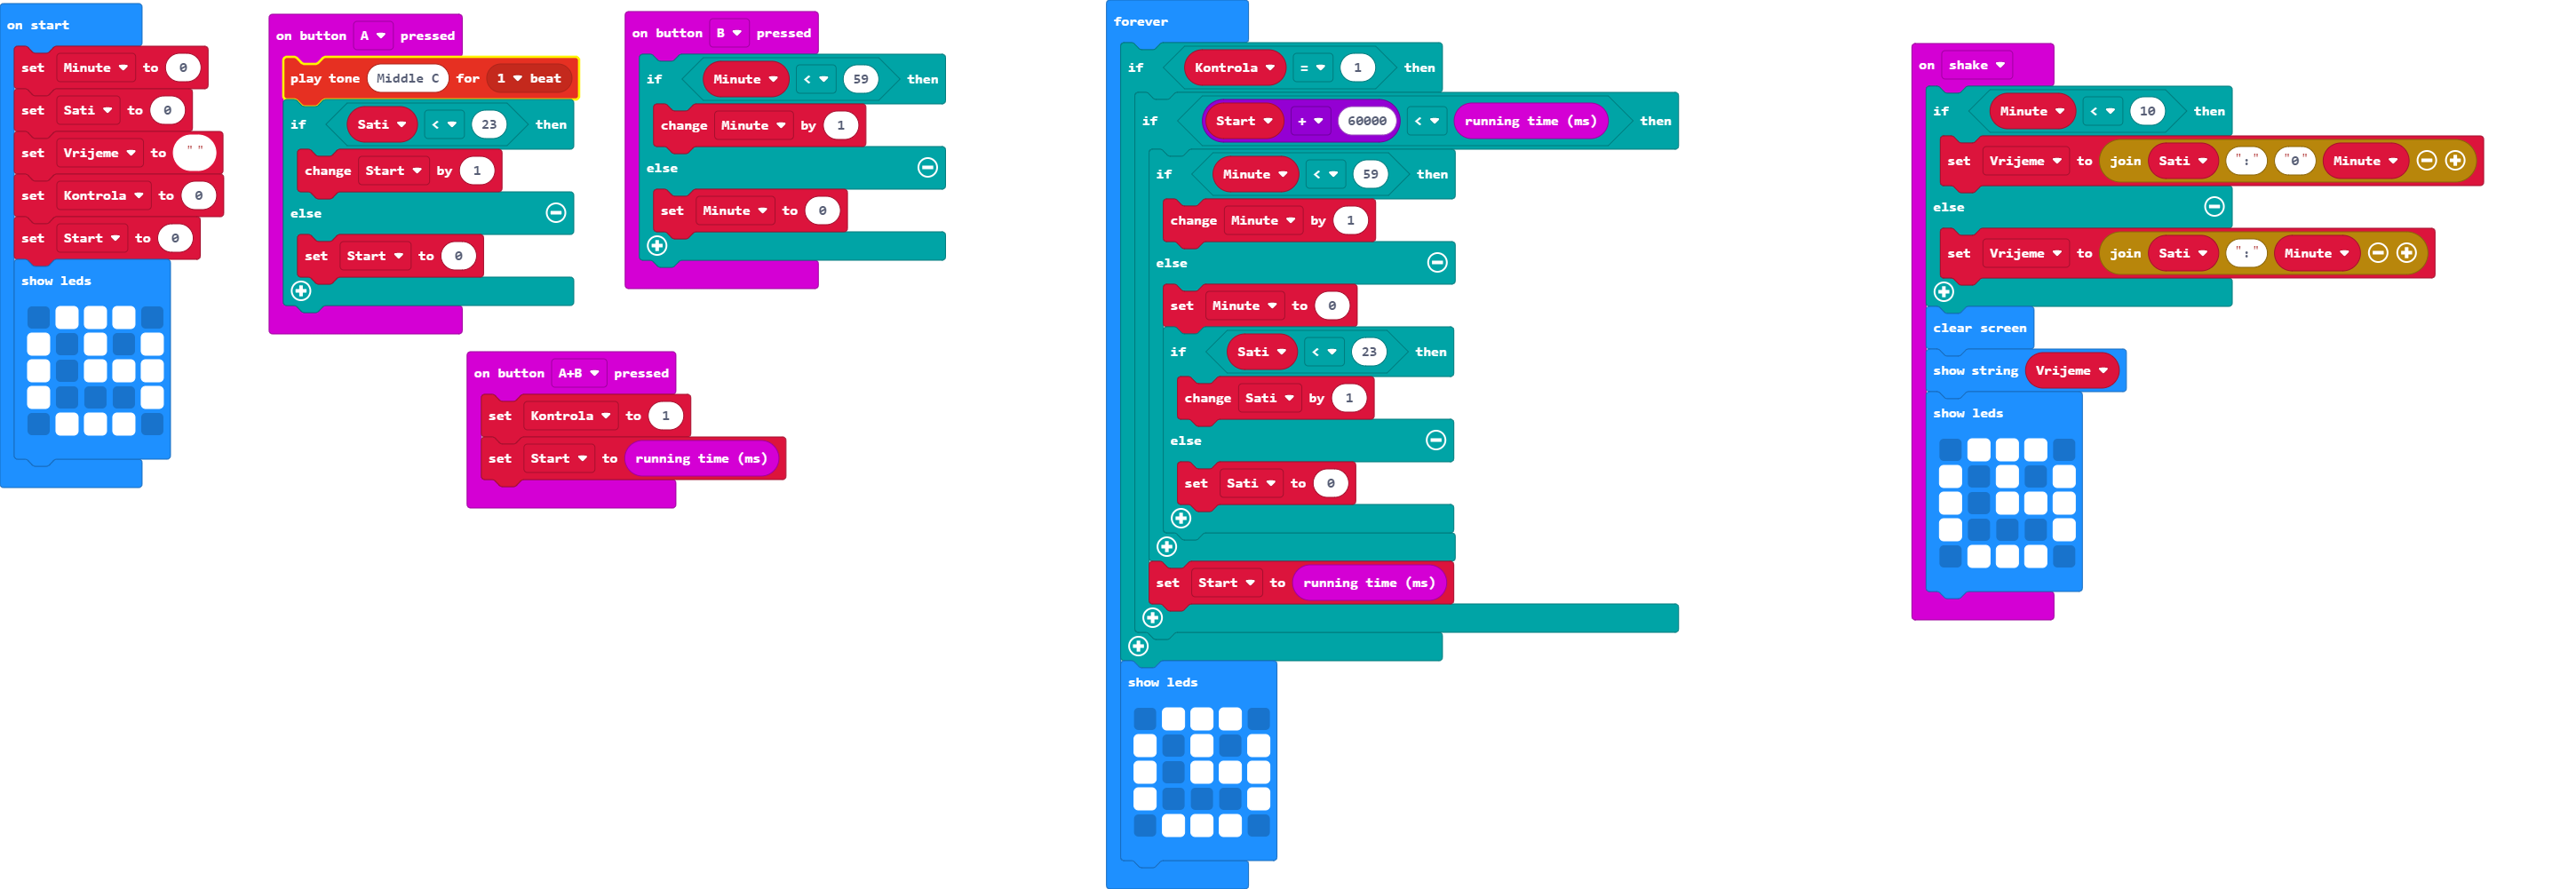 on start
set Minute to 0
set Sati to 0
set Vrijeme to " "
set Kontrola to 0
set Start to 0
show leds
on button A pressed
play tone Middle C for 1 beat
if Sati < 23 then
change Start by 1
else
set Start to 0
on button B pressed
if Minute < 59 then
change Minute by 1
else
set Minute to 0
on button A+B pressed
set Kontrola to 1
set Start to running time (ms)
forever
if Kontrola = 1 then
if Start + 60000 < running time (ms) then
if Minute < 59 then
change Minute by 1
else
set Minute to 0
if Sati < 23 then
change Sati by 1
else
set Sati to 0
set Start to running time (ms)
show leds
on shake
if Minute < 10 then
set Vrijeme to join Sati ":" "0" Minute
else
set Vrijeme to join Sati ":" Minute
clear screen
show string Vrijeme
show leds